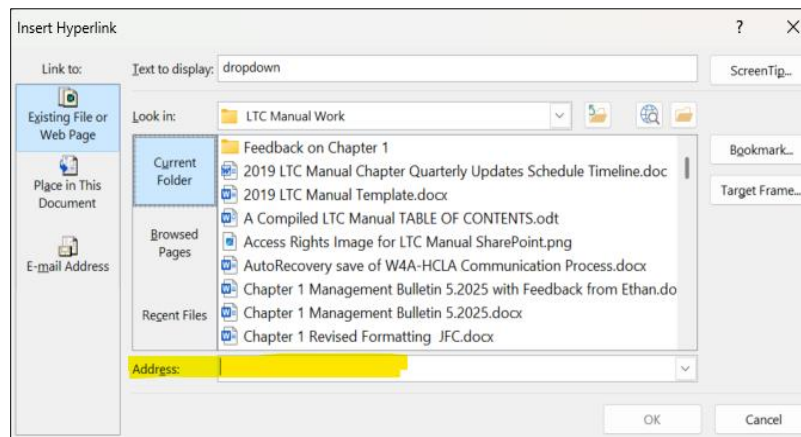 Insert Hyperlink ?
Link to:
Text to display: dropdown
ScreenTip...
Existing File or
Web Page
Place in This
Document
E-mail Address
Look in: LTC Manual Work
Current
Folder
Browsed
Pages
Recent Files
Feedback on Chapter 1
2019 LTC Manual Chapter Quarterly Updates Schedule Timeline.doc
2019 LTC Manual Template.docx
A Compiled LTC Manual TABLE OF CONTENTS.odt
Access Rights Image for LTC Manual SharePoint.png
AutoRecovery save of W4A-HCLA Communication Process.docx
Chapter 1 Management Bulletin 5.2025 with Feedback from Ethan.do
Chapter 1 Management Bulletin 5.2025.docx
Chapter 1 Revised Formatting JFC.docx
Bookmark...
Target Frame...
Address:
OK
Cancel